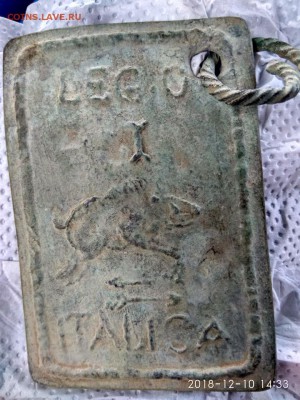 COINS.LAVE.RU
LEGIO
I
ITALICA
2018-12-10 14:33